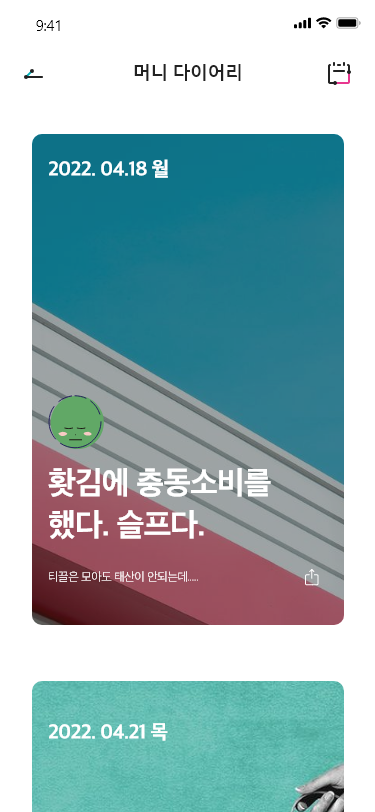 9:41
머니 다이어리
2022. 04.18 월
홧김에 충동소비를
했다. 슬프다.
티끌은 모아도 태산이 안되는데.....
2022. 04.21 목